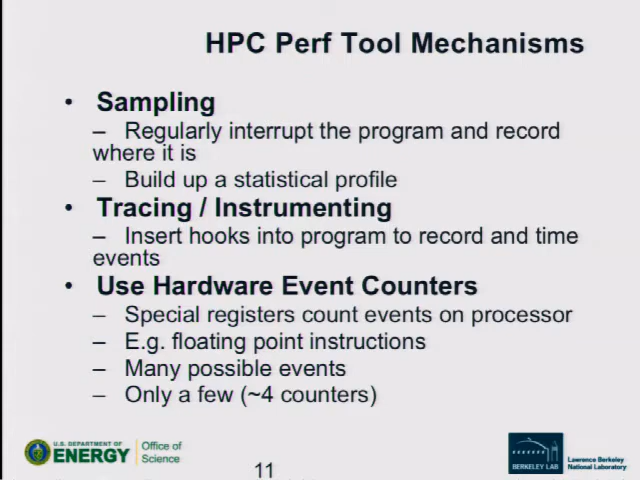 HPC Perf Tool Mechanisms
• Sampling
– Regularly interrupt the program and record
where it is
– Build up a statistical profile
• Tracing / Instrumenting
– Insert hooks into program to record and time
events
• Use Hardware Event Counters
– Special registers count events on processor
– E.g. floating point instructions
– Many possible events
– Only a few (~4 counters)
U.S. DEPARTMENT OF
ENERGY
Office of
Science
11
BERKELEY LAB
Lawrence Berkeley
National Laboratory